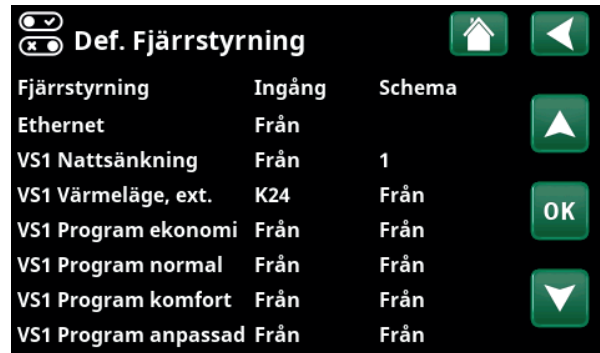 Def. Fjärrstyrning
Fjärrstyrning Ingång Schema
Ethernet Från
VS1 Nattsänkning Från 1
VS1 Värmeläge, ext. K24 Från
OK
VS1 Program ekonomi Från Från
VS1 Program normal Från Från
VS1 Program komfort Från Från
VS1 Program anpassad Från Från